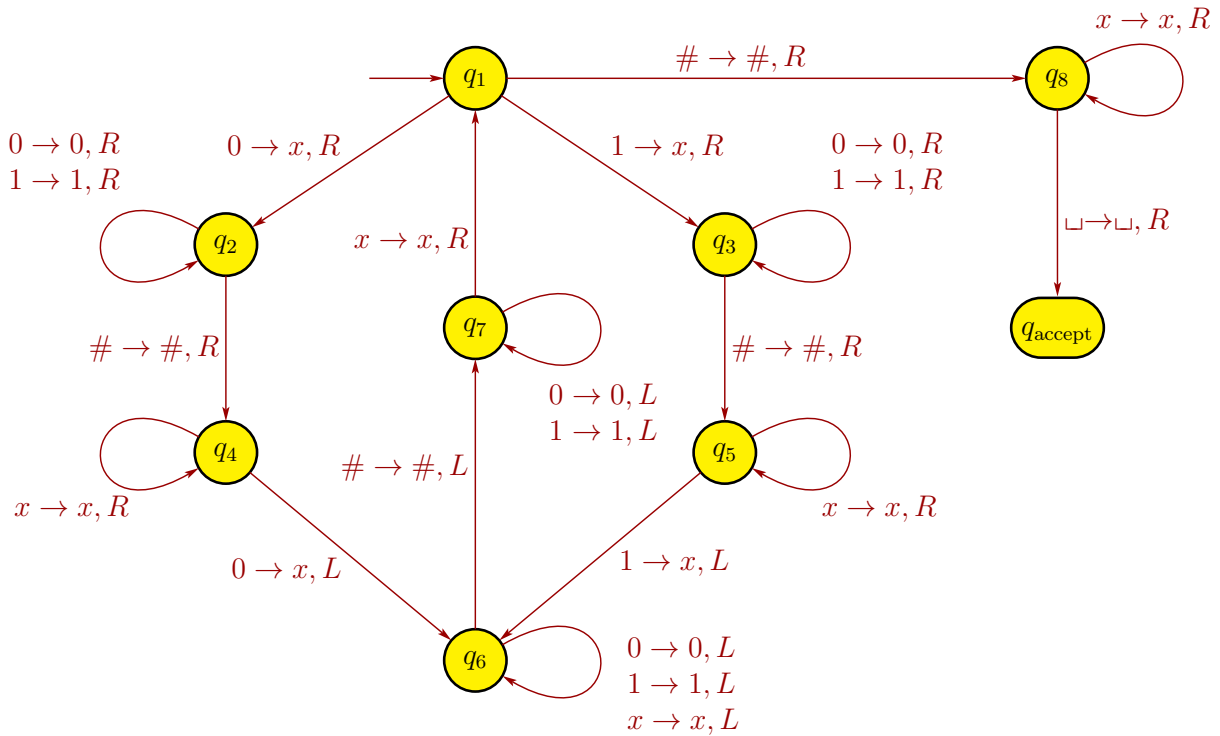 x → x, R
# → #, R
q₁
q₈
0 → 0, R
1 → 1, R
0 → x, R
1 → x, R
0 → 0, R
1 → 1, R
q₂
x → x, R
q₃
␣→␣, R
q₇
q_accept
# → #, R
# → #, R
0 → 0, L
1 → 1, L
q₄
# → #, L
q₅
x → x, R
x → x, R
0 → x, L
1 → x, L
q₆
0 → 0, L
1 → 1, L
x → x, L